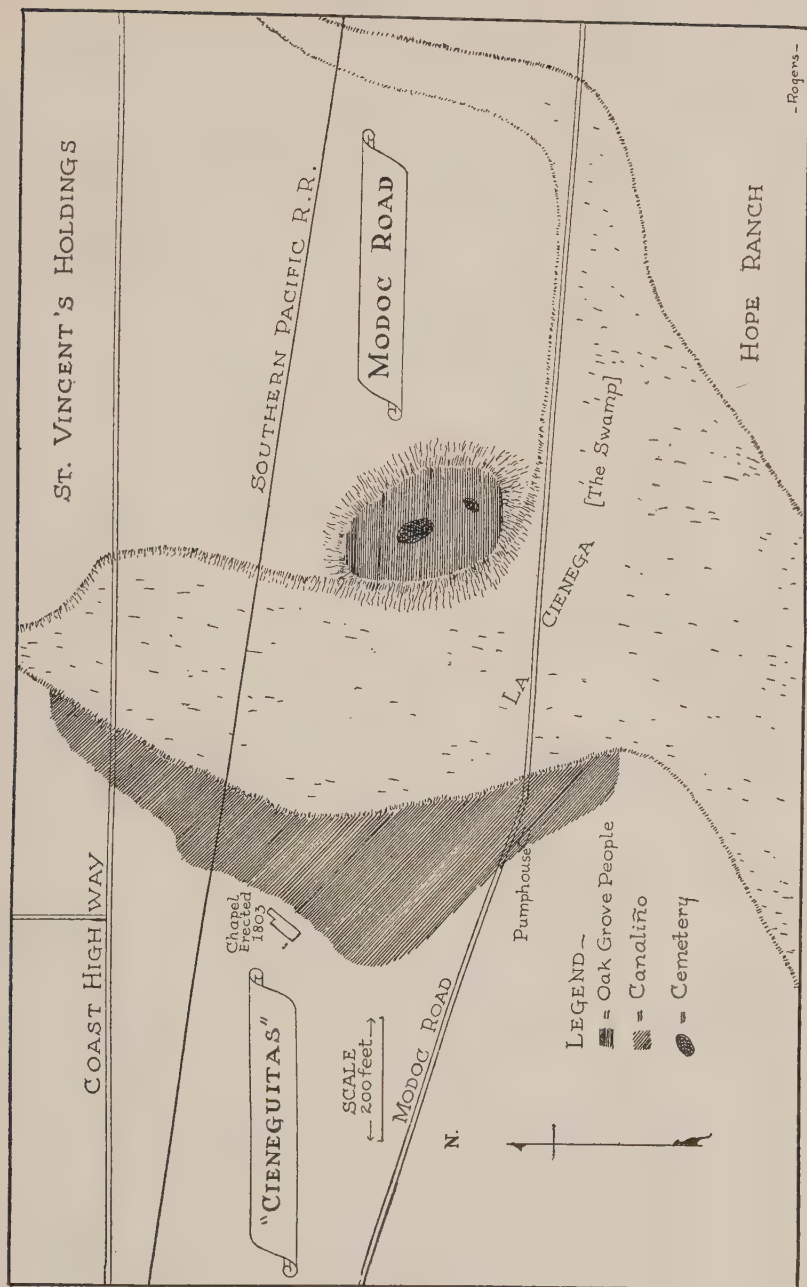 St. Vincent's Holdings
Coast Highway
Southern Pacific R.R.
Modoc Road
"Cieneguitas"
Chapel
Erected
1803
SCALE
200 feet
Modoc Road
La Cienega
[The Swamp]
Pumphouse
Hope Ranch
N.
Legend ~
= Oak Grove People
= Canaliño
= Cemetery
-Rogers-